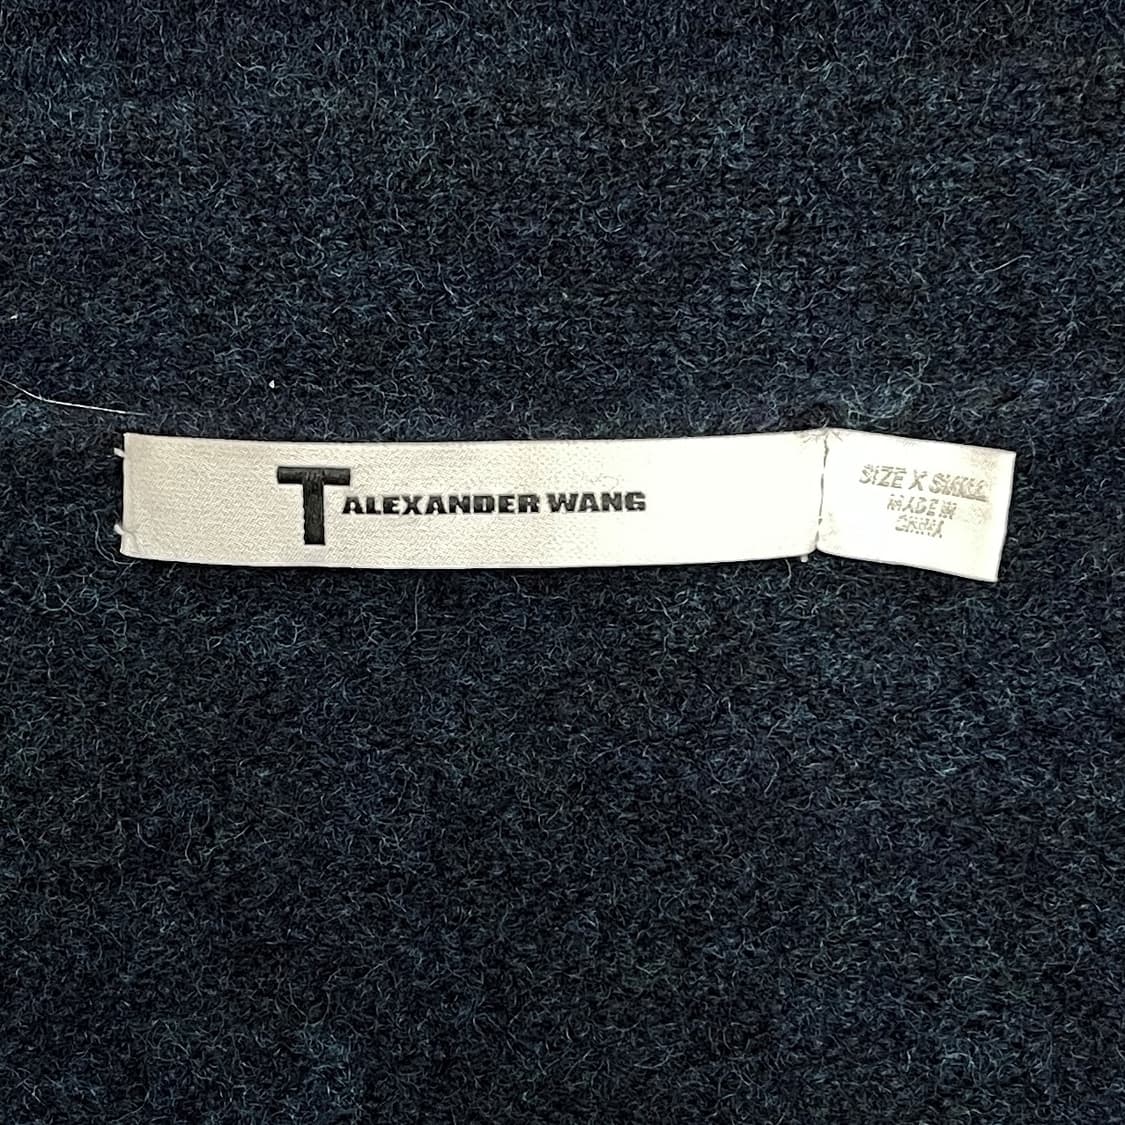 T ALEXANDER WANG
SIZE X SMALL
MADE IN
CHINA